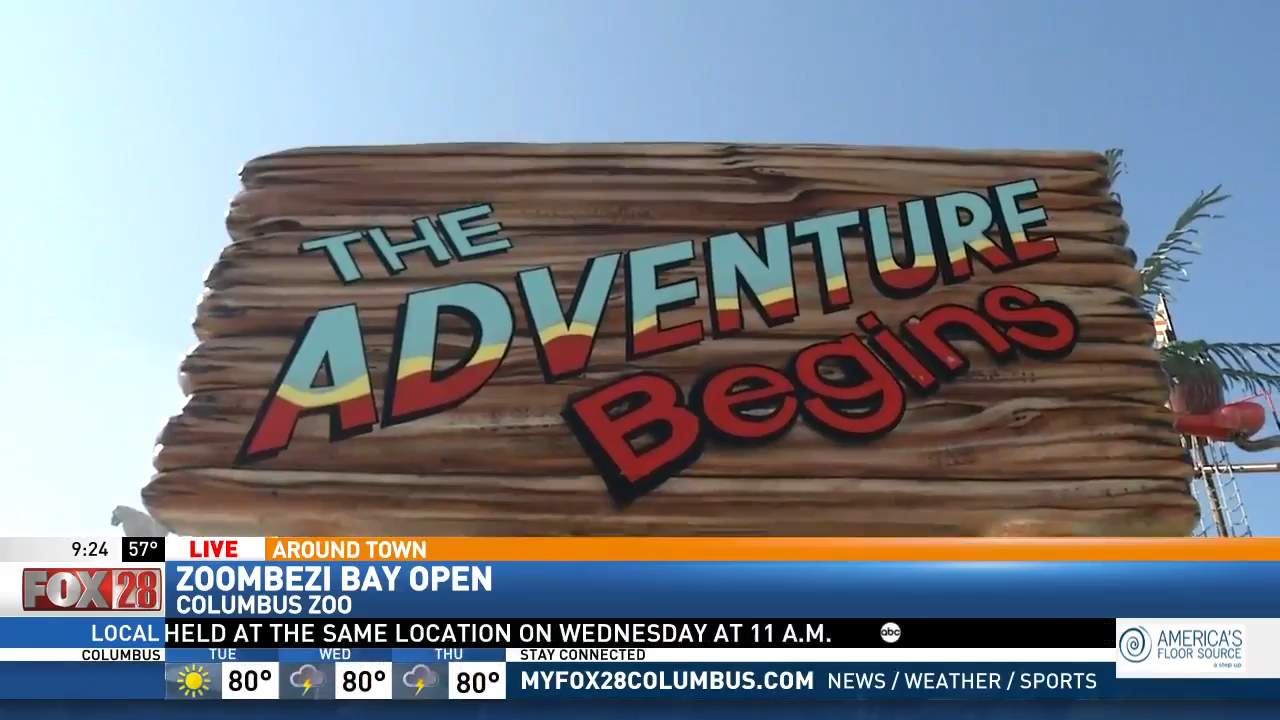 THE
ADVENTURE
Begins
9:24 57° LIVE AROUND TOWN
FOX 28
ZOOMBEZI BAY OPEN
COLUMBUS ZOO
LOCAL HELD AT THE SAME LOCATION ON WEDNESDAY AT 11 A.M. abc
COLUMBUS TUE WED THU STAY CONNECTED
80° 80° 80° MYFOX28COLUMBUS.COM NEWS / WEATHER / SPORTS
AMERICA'S
FLOOR SOURCE
a step up